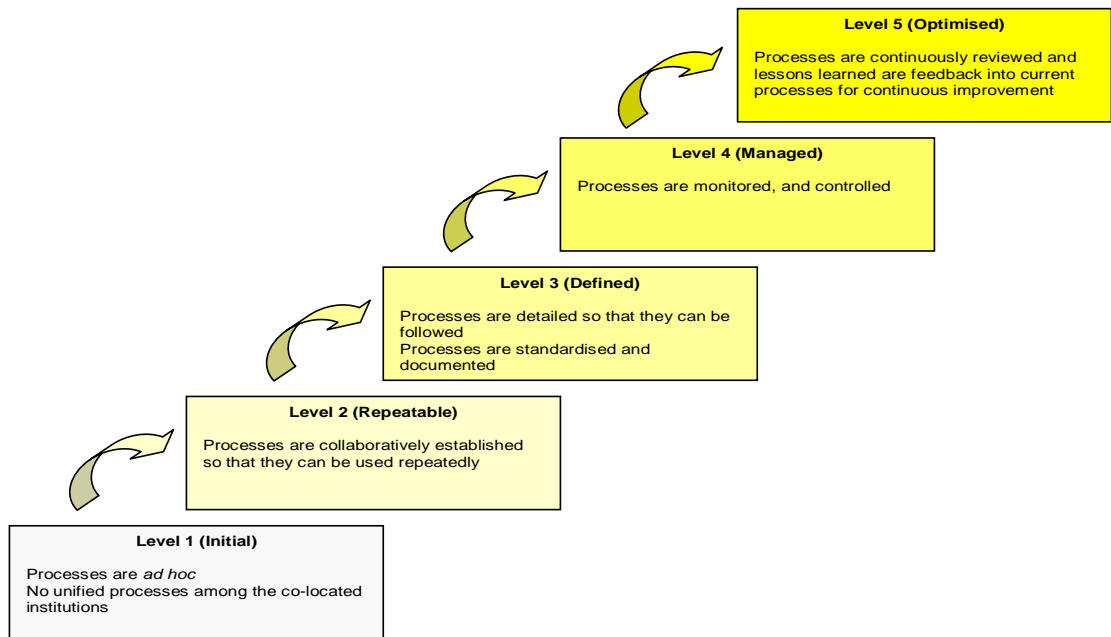 Level 5 (Optimised)
Processes are continuously reviewed and
lessons learned are feedback into current
processes for continuous improvement
Level 4 (Managed)
Processes are monitored, and controlled
Level 3 (Defined)
Processes are detailed so that they can be
followed
Processes are standardised and
documented
Level 2 (Repeatable)
Processes are collaboratively established
so that they can be used repeatedly
Level 1 (Initial)
Processes are ad hoc
No unified processes among the co-located
institutions